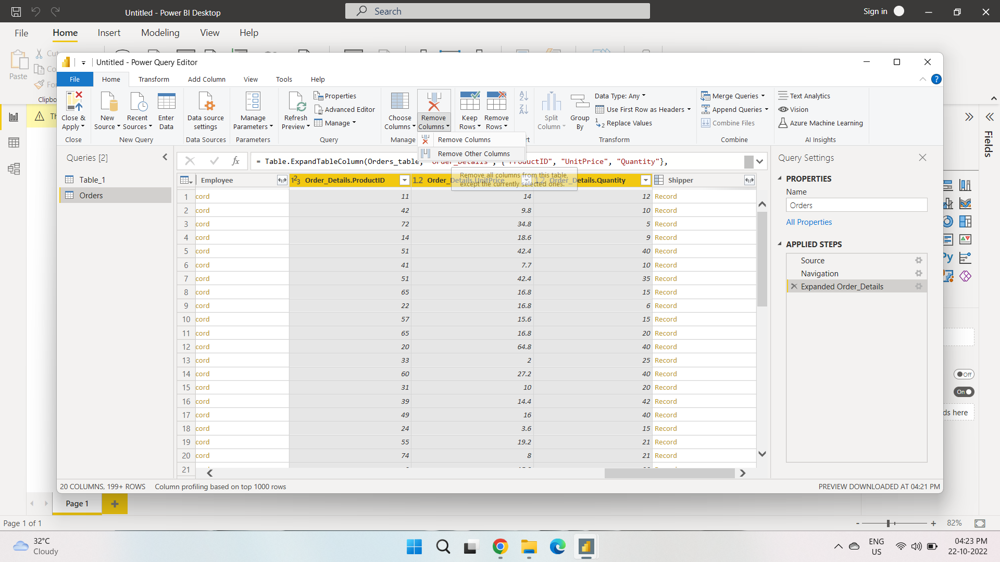 Untitled - Power BI Desktop
Search
Sign in
File
Home
Insert
Modeling
View
Help
Paste
Untitled - Power Query Editor
File
Home
Transform
Add Column
View
Tools
Help
Close &
Apply
Close
New
Source
Recent
Sources
Enter
Data
New Query
Data source
settings
Data Sources
Manage
Parameters
Parameters
Refresh
Preview
Properties
Advanced Editor
Manage
Query
Choose
Columns
Remove
Columns
Manage
Keep
Rows
Remove
Rows
Split
Column
Group
By
Data Type: Any
Use First Row as Headers
Replace Values
Transform
Merge Queries
Append Queries
Combine Files
Combine
Text Analytics
Vision
Azure Machine Learning
AI Insights
Remove Columns
Remove Other Columns
Remove all columns from this table,
except the currently selected ones.
Queries [2]
Table_1
Orders
fx
= Table.ExpandTableColumn(Orders_table, "Order_Details", {"ProductID", "UnitPrice", "Quantity"},
Employee
1²3 Order_Details.ProductID
1.2 Order_Details.UnitPrice
1.2 Order_Details.Quantity
Shipper
1 cord 11 14 12 Record
2 cord 42 9.8 10 Record
3 cord 72 34.8 5 Record
4 cord 14 18.6 9 Record
5 cord 51 42.4 40 Record
6 cord 41 7.7 10 Record
7 cord 51 42.4 35 Record
8 cord 65 16.8 15 Record
9 cord 22 16.8 6 Record
10 cord 57 15.6 15 Record
11 cord 65 16.8 20 Record
12 cord 20 64.8 40 Record
13 cord 33 2 25 Record
14 cord 60 27.2 40 Record
15 cord 31 10 20 Record
16 cord 39 14.4 42 Record
17 cord 49 16 40 Record
18 cord 24 3.6 15 Record
19 cord 55 19.2 21 Record
20 cord 74 8 21 Record
21
20 COLUMNS, 199+ ROWS
Column profiling based on top 1000 rows
PREVIEW DOWNLOADED AT 04:21 PM
Query Settings
PROPERTIES
Name
Orders
All Properties
APPLIED STEPS
Source
Navigation
Expanded Order_Details
Fields
Py
Off
On
ds here
Page 1
Page 1 of 1
82%
32°C
Cloudy
ENG
US
04:23 PM
22-10-2022